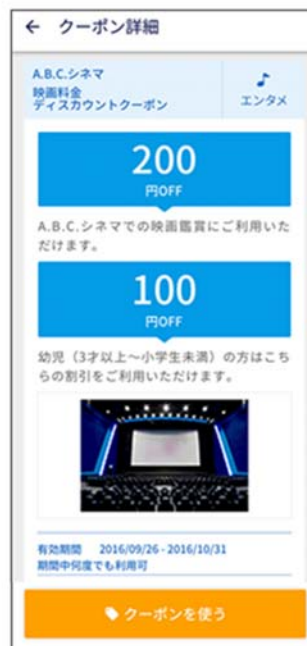 ← クーポン詳細
A.B.C.シネマ
映画料金
ディスカウントクーポン
エンタメ
200
円OFF
A.B.C.シネマでの映画鑑賞にご利用いた
だけます。
100
円OFF
幼児（3才以上～小学生未満）の方はこち
らの割引をご利用いただけます。
有効期間 2016/09/26 - 2016/10/31
期間中何度でも利用可
クーポンを使う